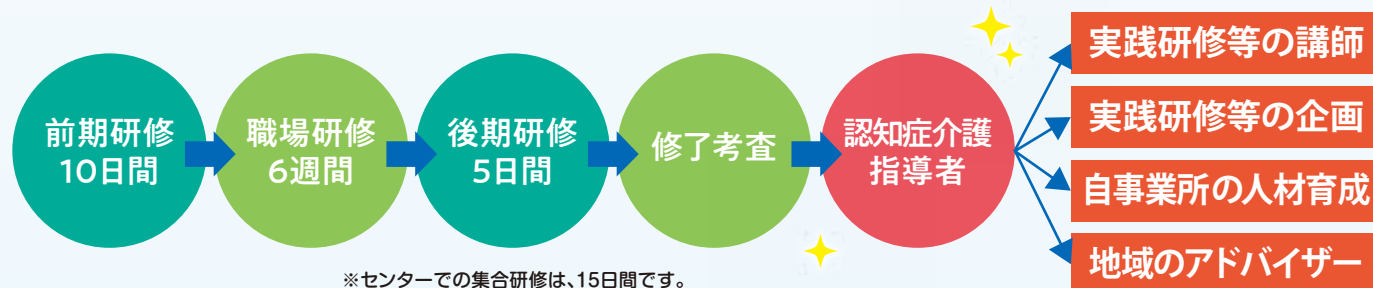 前期研修
10日間
職場研修
6週間
後期研修
5日間
修了考査
認知症介護
指導者
実践研修等の講師
実践研修等の企画
自事業所の人材育成
地域のアドバイザー
※センターでの集合研修は、15日間です。